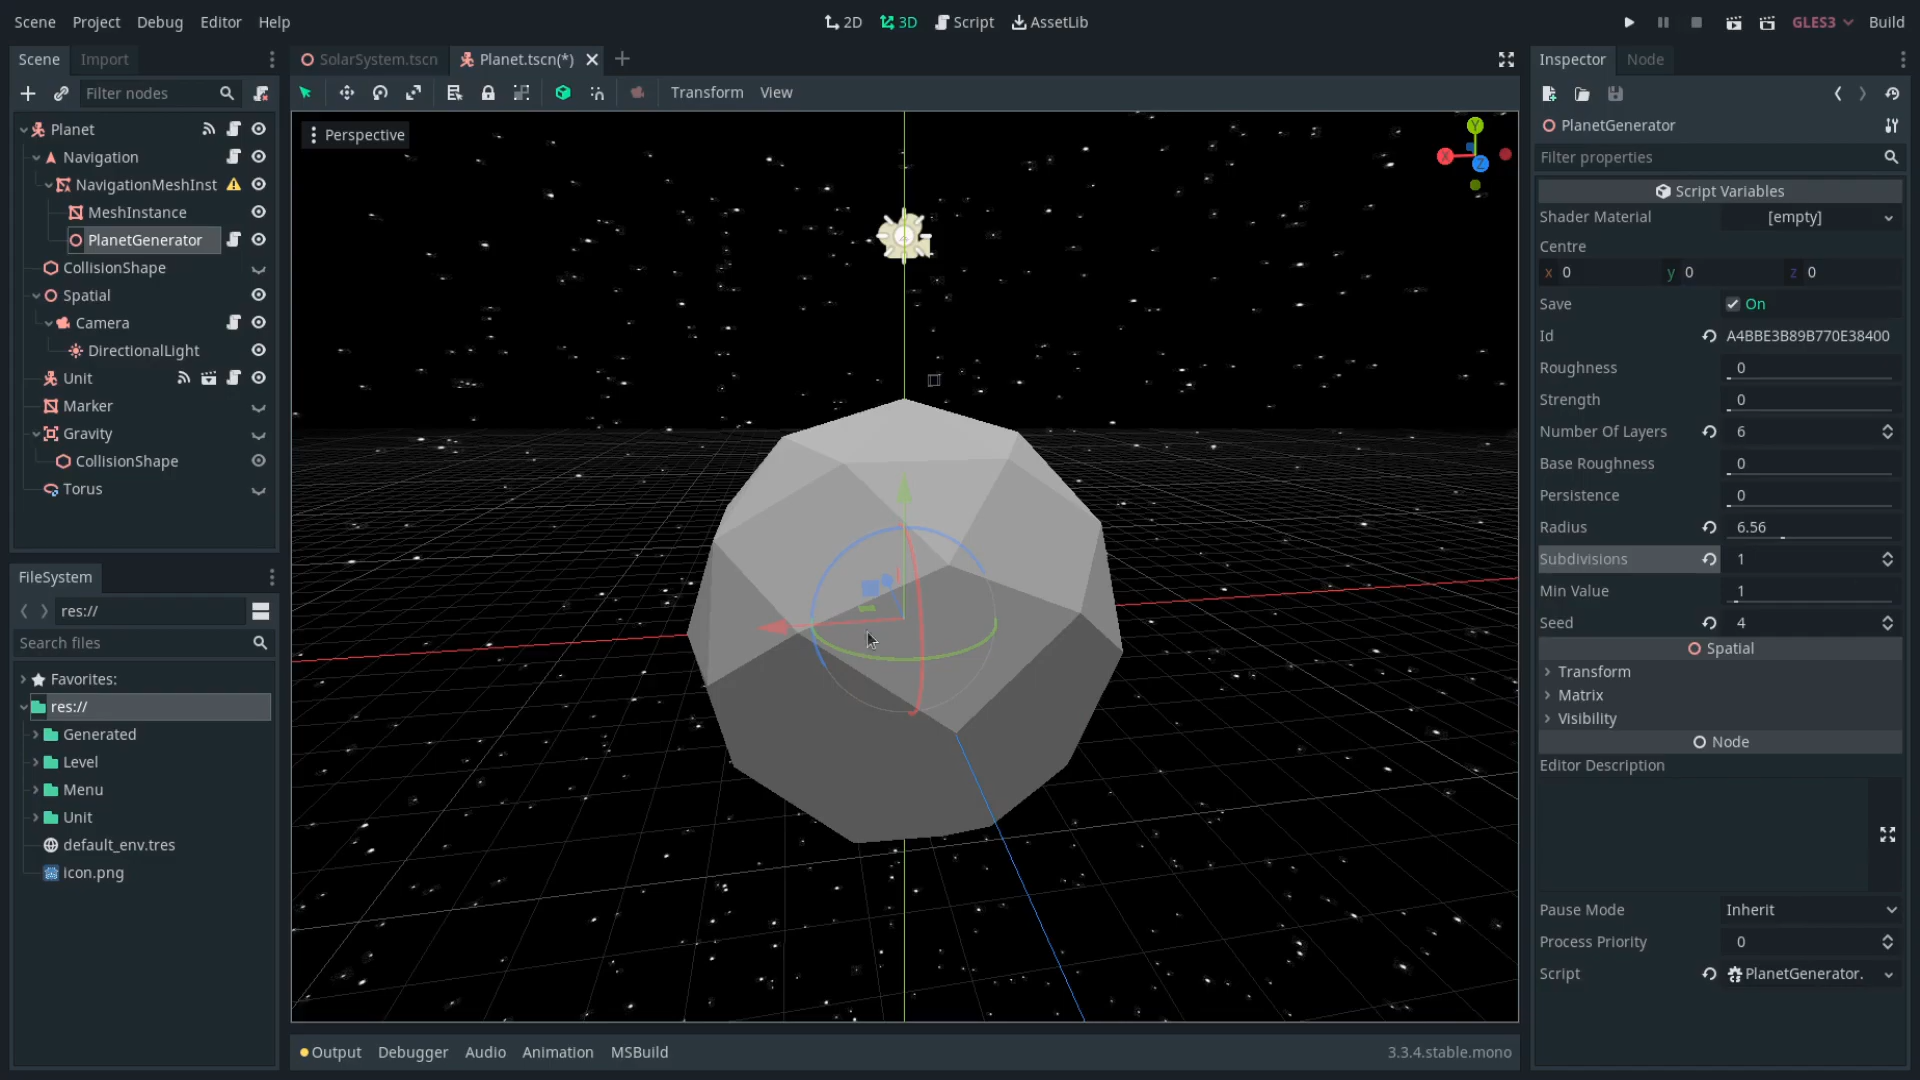 Scene Project Debug Editor Help
2D 3D Script AssetLib
GLES3 Build
Scene Import
Filter nodes
Planet
Navigation
NavigationMeshInst
MeshInstance
PlanetGenerator
CollisionShape
Spatial
Camera
DirectionalLight
Unit
Marker
Gravity
CollisionShape
Torus
FileSystem
res://
Search files
Favorites:
res://
Generated
Level
Menu
Unit
default_env.tres
icon.png
SolarSystem.tscn Planet.tscn(*)
Transform View
Perspective
Y
X
Z
Output Debugger Audio Animation MSBuild 3.3.4.stable.mono
Inspector Node
PlanetGenerator
Filter properties
Script Variables
Shader Material [empty]
Centre
x 0 y 0 z 0
Save On
Id A4BBE3B89B770E38400
Roughness 0
Strength 0
Number Of Layers 6
Base Roughness 0
Persistence 0
Radius 6.56
Subdivisions 1
Min Value 1
Seed 4
Spatial
Transform
Matrix
Visibility
Node
Editor Description
Pause Mode Inherit
Process Priority 0
Script PlanetGenerator.